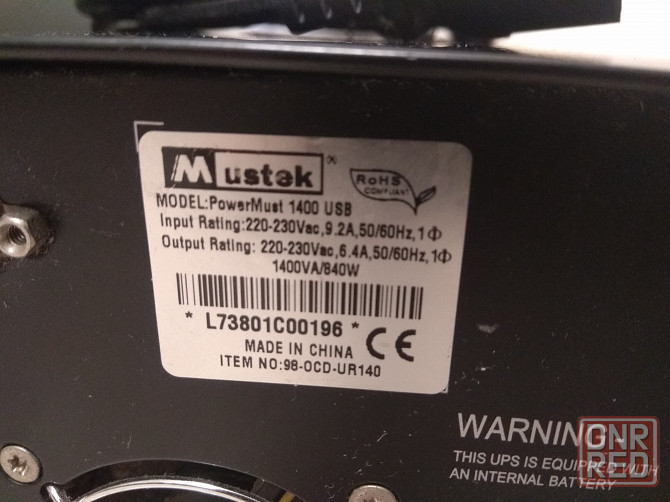 Mustek ®
RoHS
COMPLIANT
MODEL:PowerMust 1400 USB
Input Rating:220-230Vac,9.2A,50/60Hz,1Φ
Output Rating: 220-230Vac,6.4A,50/60Hz,1Φ
1400VA/840W
* L73801C00196 *
MADE IN CHINA CE
ITEM NO:98-OCD-UR140
WARNING-
THIS UPS IS EQUIPPED WITH
AN INTERNAL BATTERY
GNR
RED